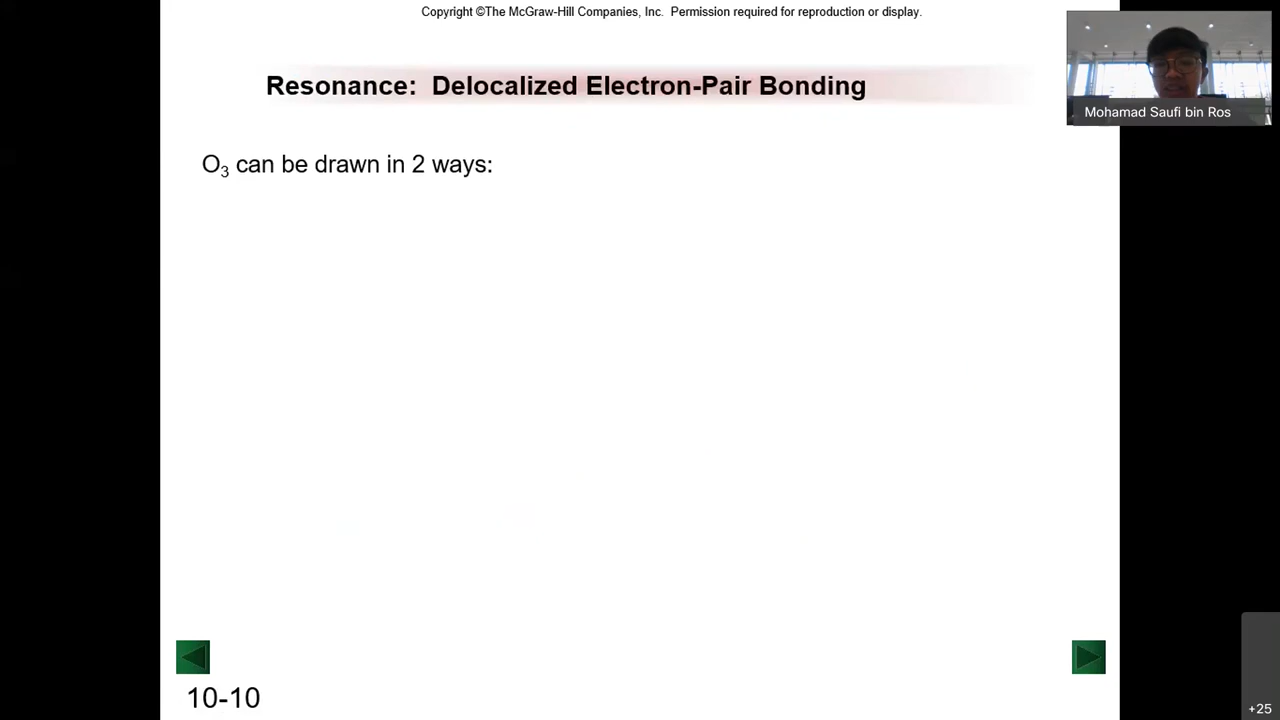 Copyright ©The McGraw-Hill Companies, Inc. Permission required for reproduction or display.
Resonance: Delocalized Electron-Pair Bonding
Mohamad Saufi bin Ros
O₃ can be drawn in 2 ways:
10-10
+25